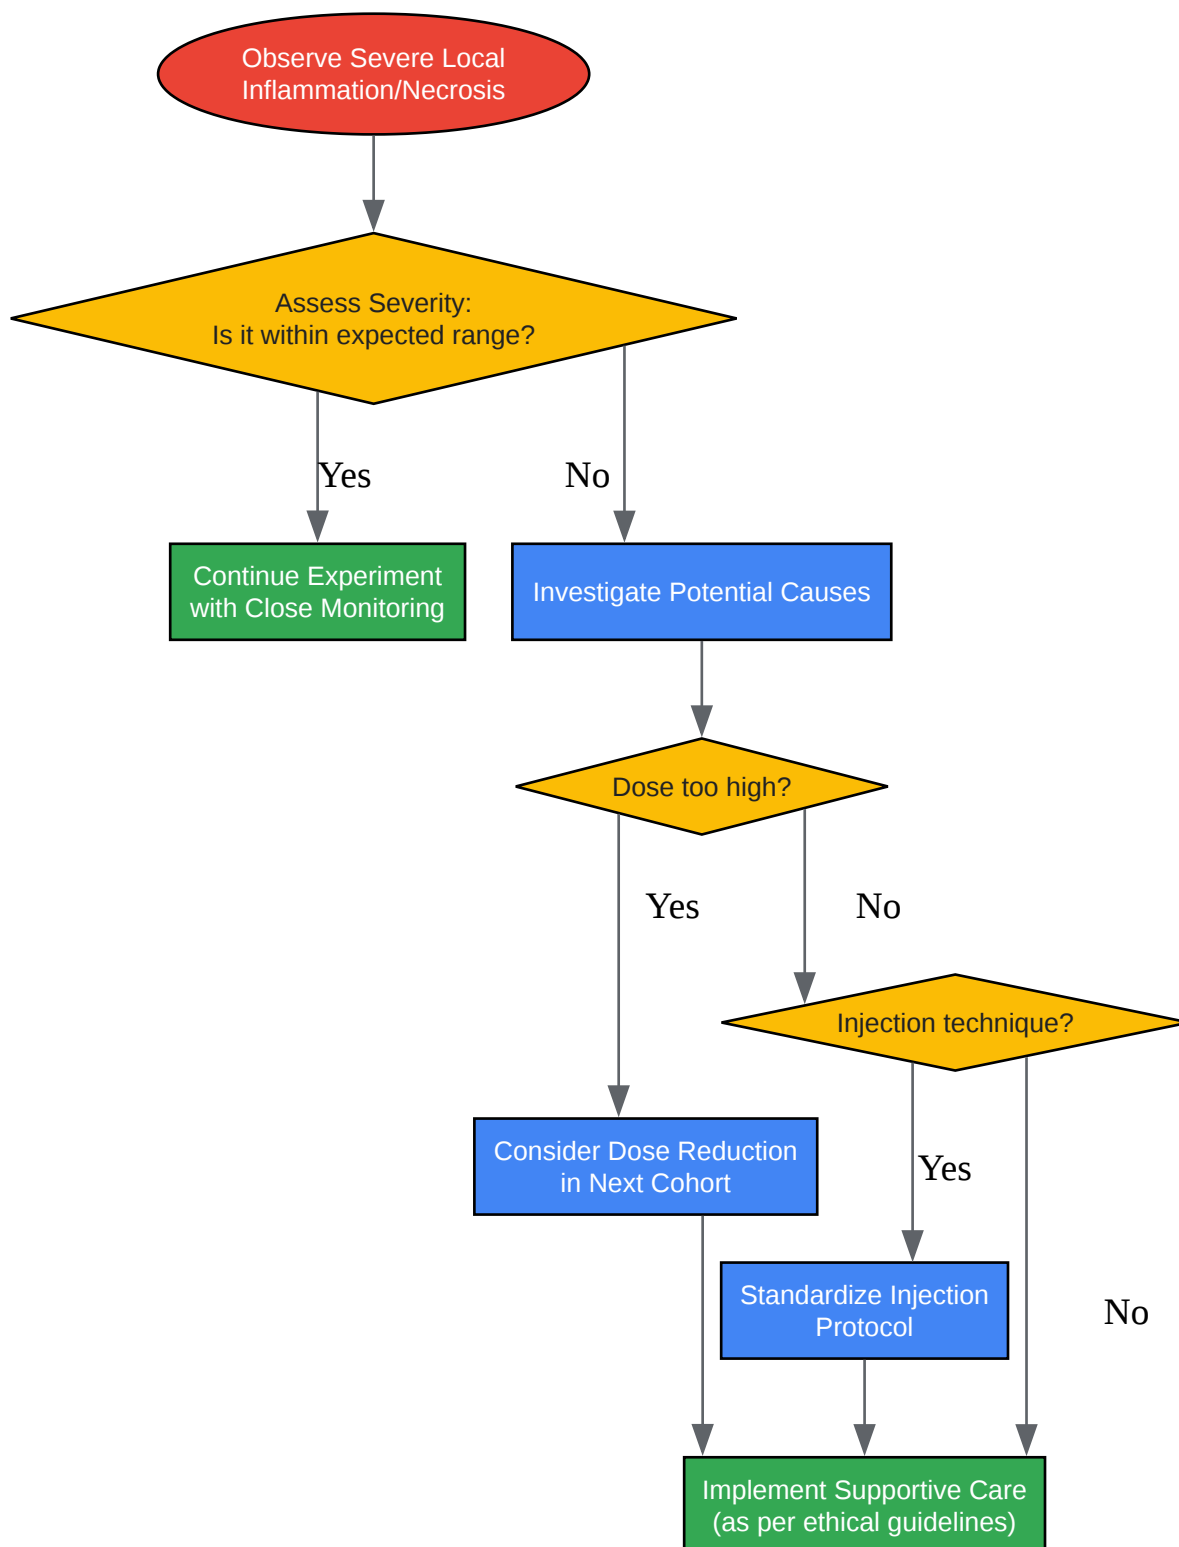 Observe Severe Local
Inflammation/Necrosis
Assess Severity:
Is it within expected range?
Yes
No
Continue Experiment
with Close Monitoring
Investigate Potential Causes
Dose too high?
Yes
No
Injection technique?
Consider Dose Reduction
in Next Cohort
Yes
Standardize Injection
Protocol
No
Implement Supportive Care
(as per ethical guidelines)